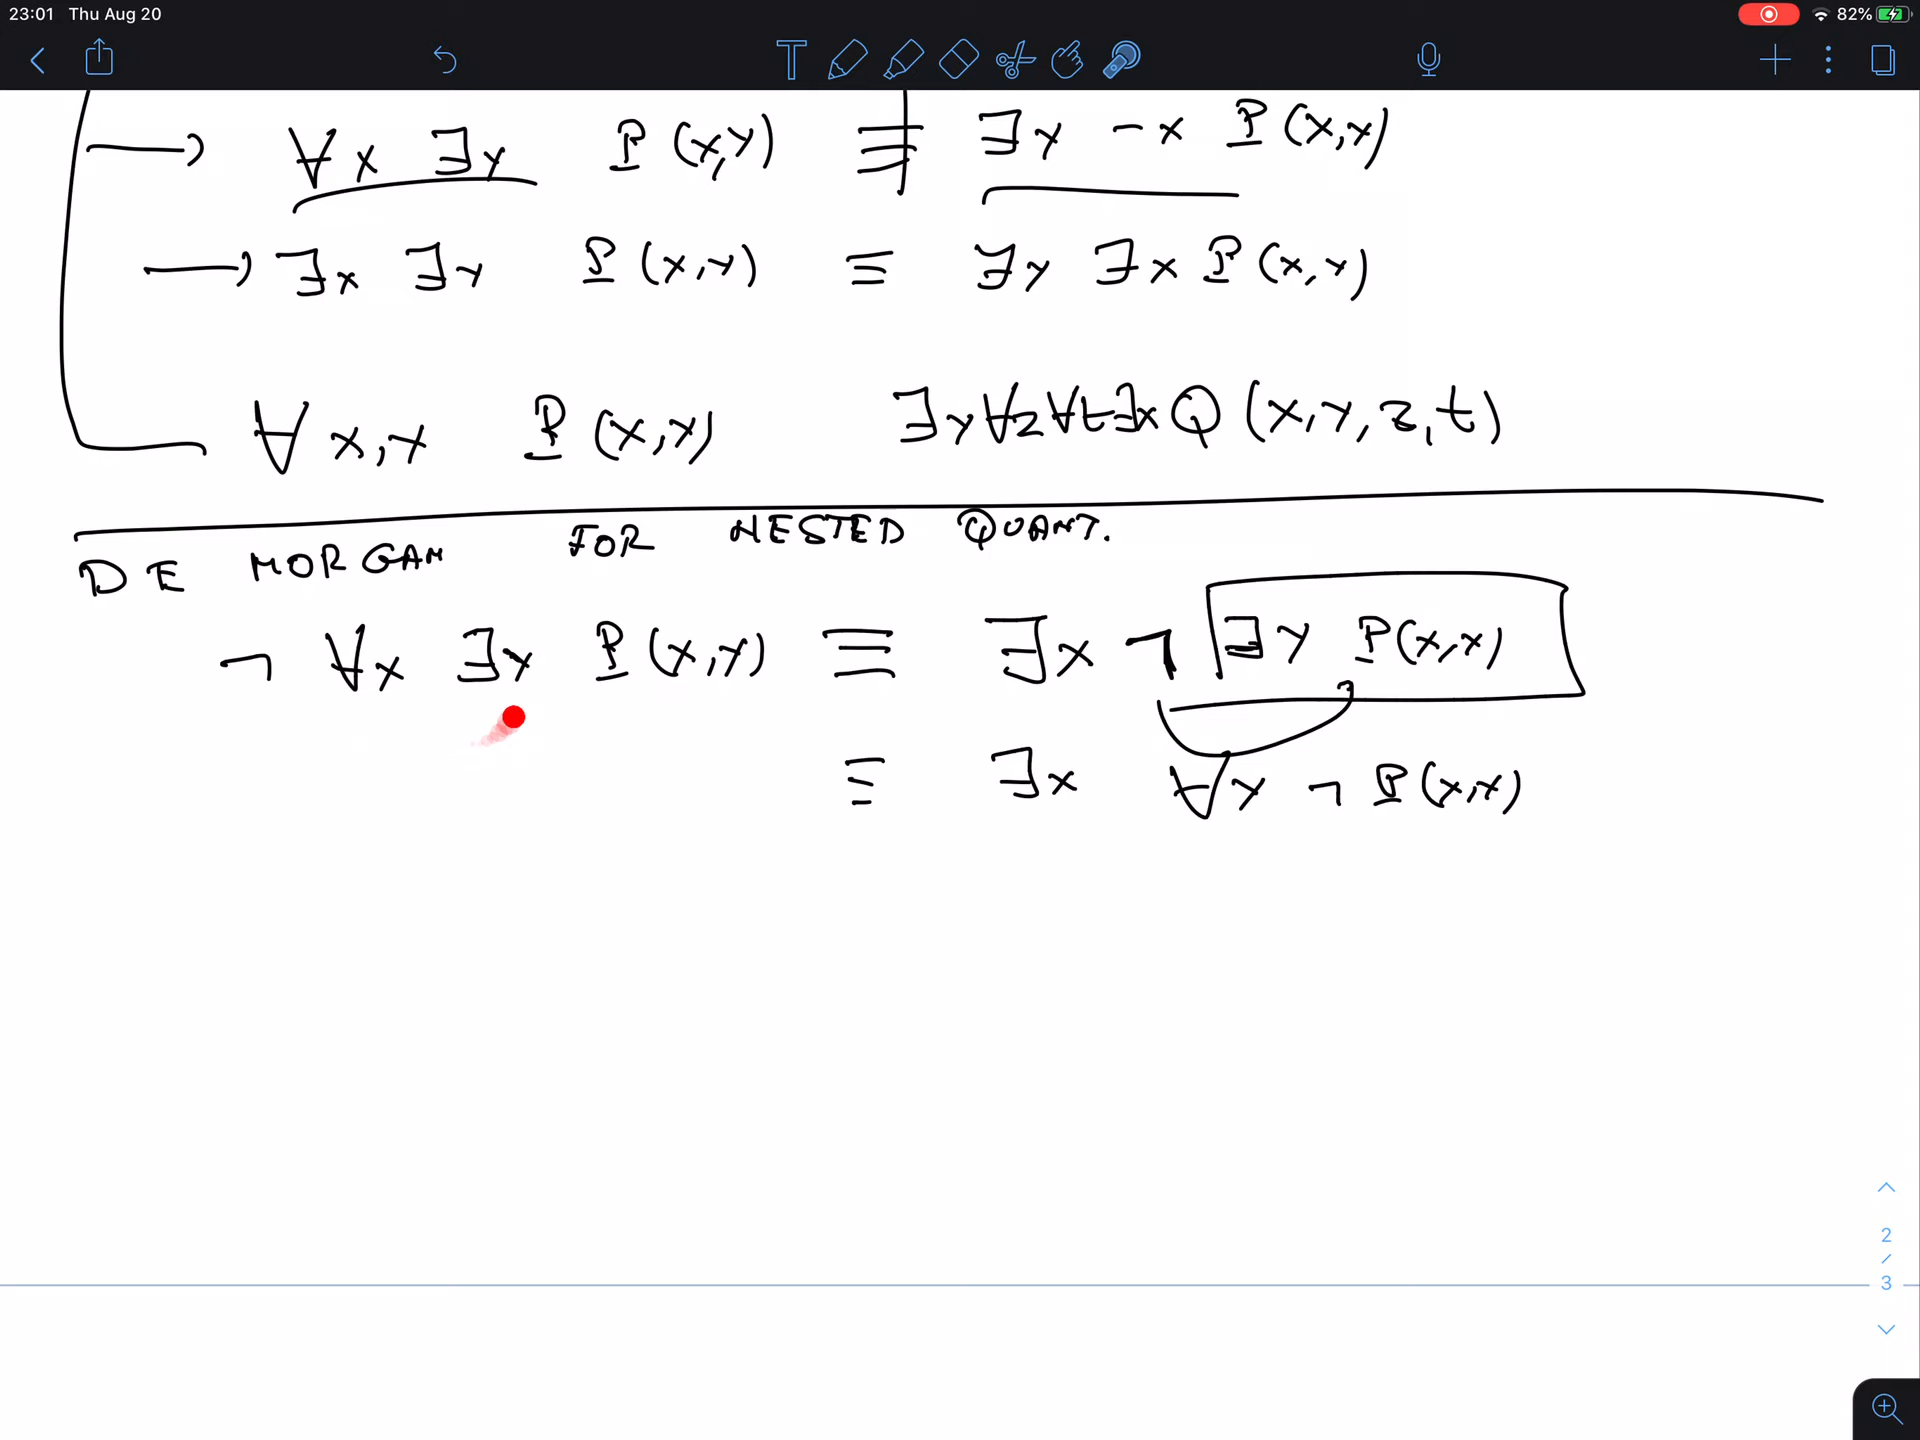 23:01 Thu Aug 20 82%
→ ∀x ∃y P(x,y) ≢ ∃y ∀x P(x,y)
→ ∃x ∃y P(x,y) ≡ ∃y ∃x P(x,y)
∀x,y P(x,y) ∃y∀z∀t∃x Q(x,y,z,t)
DE MORGAN FOR NESTED QUANT.
¬ ∀x ∃y P(x,y) ≡ ∃x ¬ ∃y P(x,y)
≡ ∃x ∀y ¬ P(x,y)
2
/
3